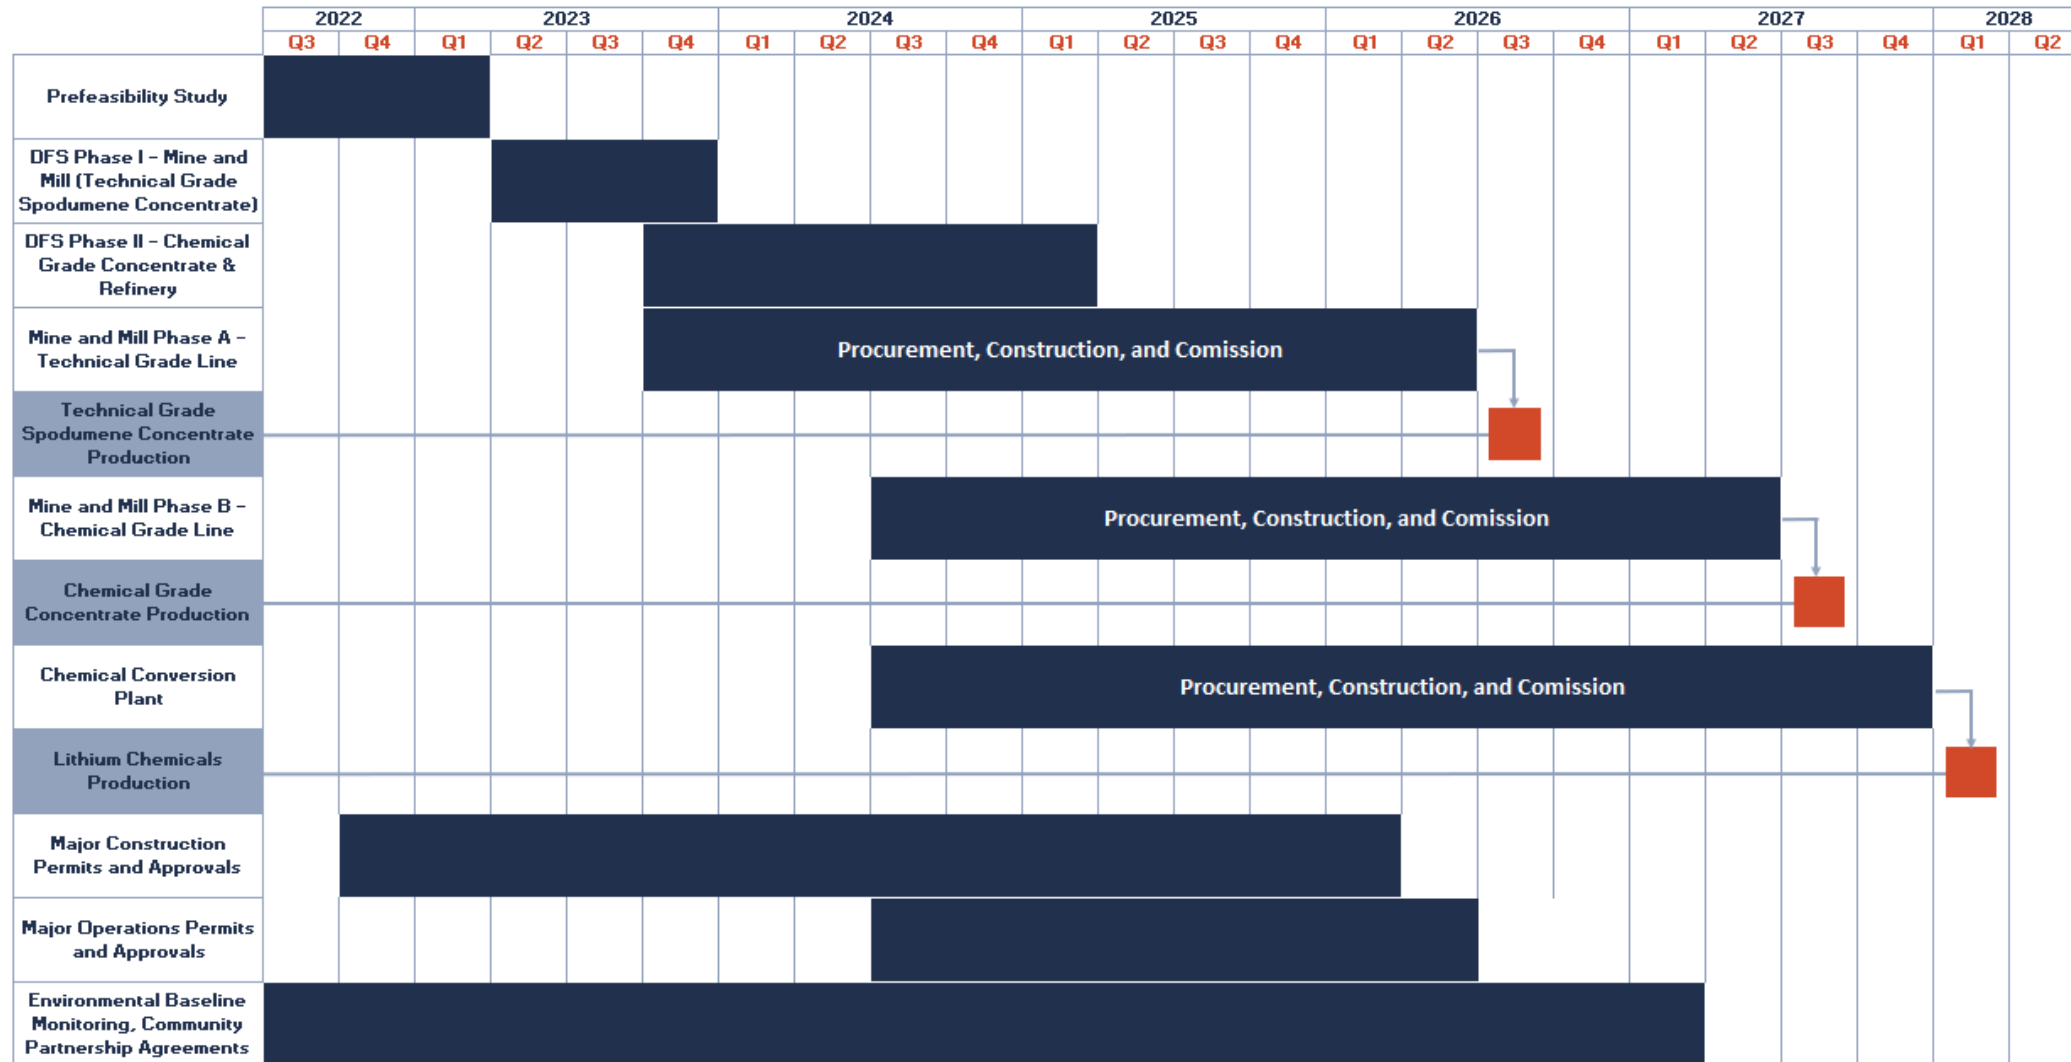 2022 2023 2024 2025 2026 2027 2028
Q3 Q4 Q1 Q2 Q3 Q4 Q1 Q2 Q3 Q4 Q1 Q2 Q3 Q4 Q1 Q2 Q3 Q4 Q1 Q2 Q3 Q4 Q1 Q2
Prefeasibility Study
DFS Phase I - Mine and
Mill (Technical Grade
Spodumene Concentrate)
DFS Phase II - Chemical
Grade Concentrate &
Refinery
Mine and Mill Phase A -
Technical Grade Line
Procurement, Construction, and Comission
Technical Grade
Spodumene Concentrate
Production
Mine and Mill Phase B -
Chemical Grade Line
Procurement, Construction, and Comission
Chemical Grade
Concentrate Production
Chemical Conversion
Plant
Procurement, Construction, and Comission
Lithium Chemicals
Production
Major Construction
Permits and Approvals
Major Operations Permits
and Approvals
Environmental Baseline
Monitoring, Community
Partnership Agreements